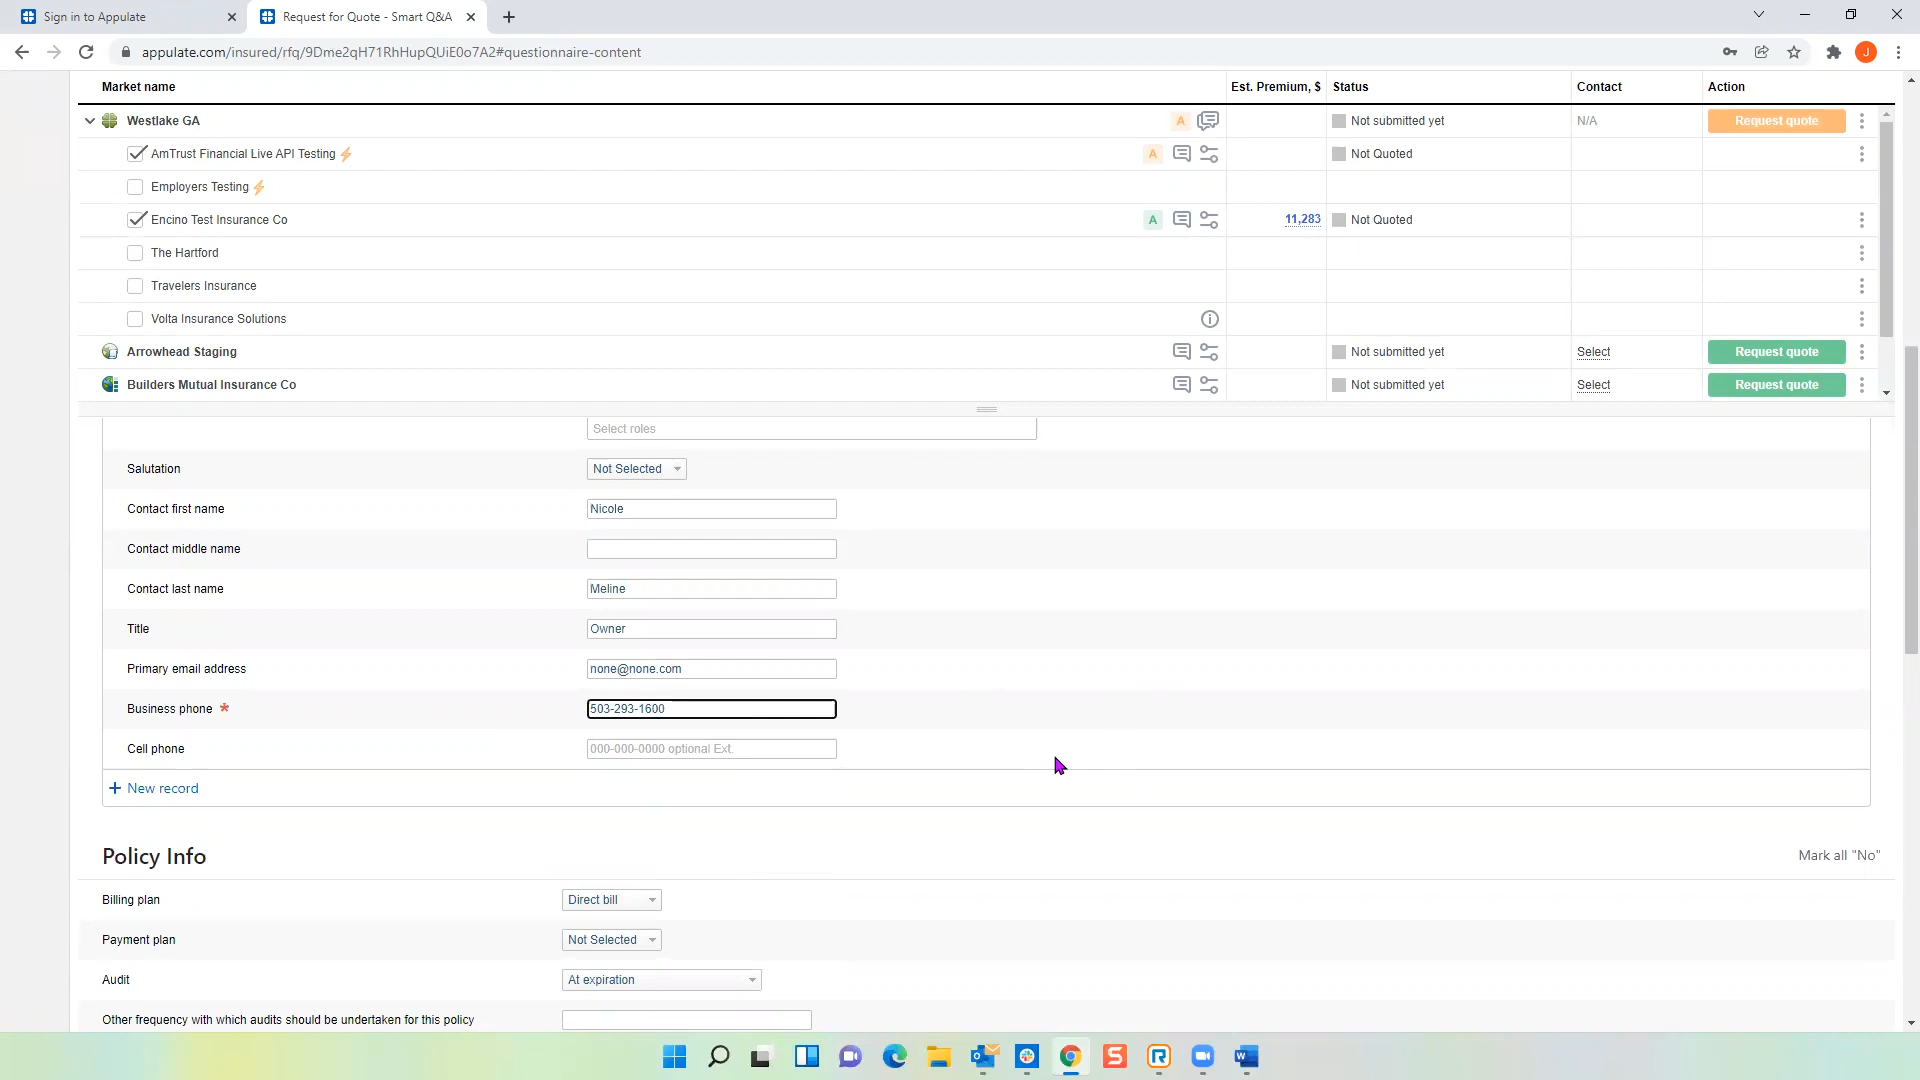 Sign in to Appulate
Request for Quote - Smart Q&A
appulate.com/insured/rfq/9Dme2qH71RhHupQUiE0o7A2#questionnaire-content
J
Market name Est. Premium, $ Status Contact Action
Westlake GA A Not submitted yet N/A Request quote
AmTrust Financial Live API Testing A Not Quoted
Employers Testing
Encino Test Insurance Co A 11,283 Not Quoted
The Hartford
Travelers Insurance
Volta Insurance Solutions
Arrowhead Staging Not submitted yet Select Request quote
Builders Mutual Insurance Co Not submitted yet Select Request quote
Select roles
Salutation Not Selected
Contact first name Nicole
Contact middle name
Contact last name Meline
Title Owner
Primary email address none@none.com
Business phone * 503-293-1600
Cell phone 000-000-0000 optional Ext.
+ New record
Policy Info Mark all "No"
Billing plan Direct bill
Payment plan Not Selected
Audit At expiration
Other frequency with which audits should be undertaken for this policy